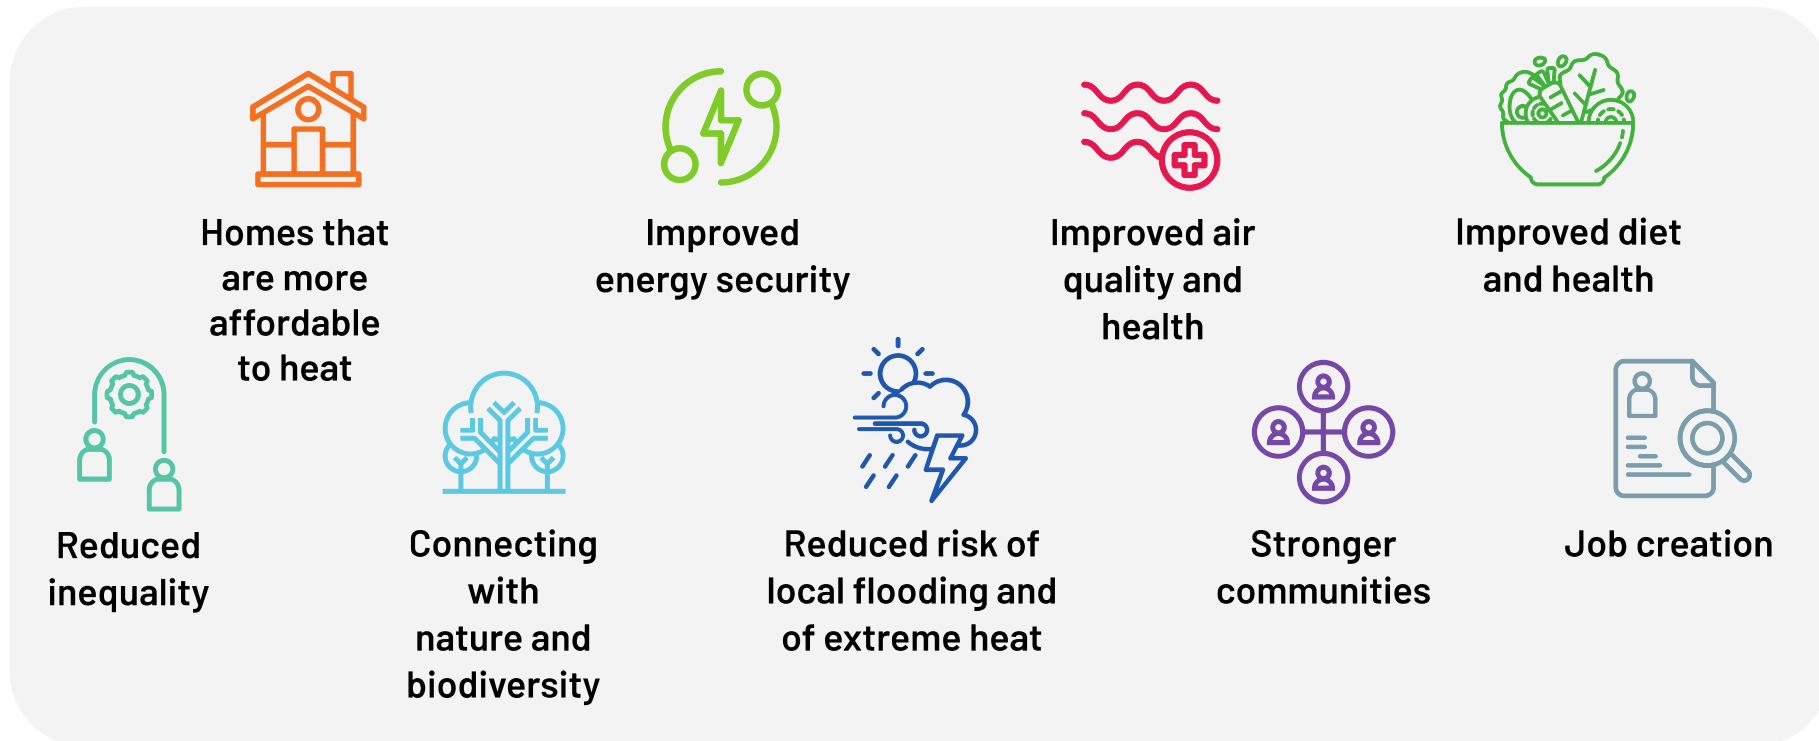 Homes that
are more
affordable
to heat
Improved
energy security
Improved air
quality and
health
Improved diet
and health
Reduced
inequality
Connecting
with
nature and
biodiversity
Reduced risk of
local flooding and
of extreme heat
Stronger
communities
Job creation